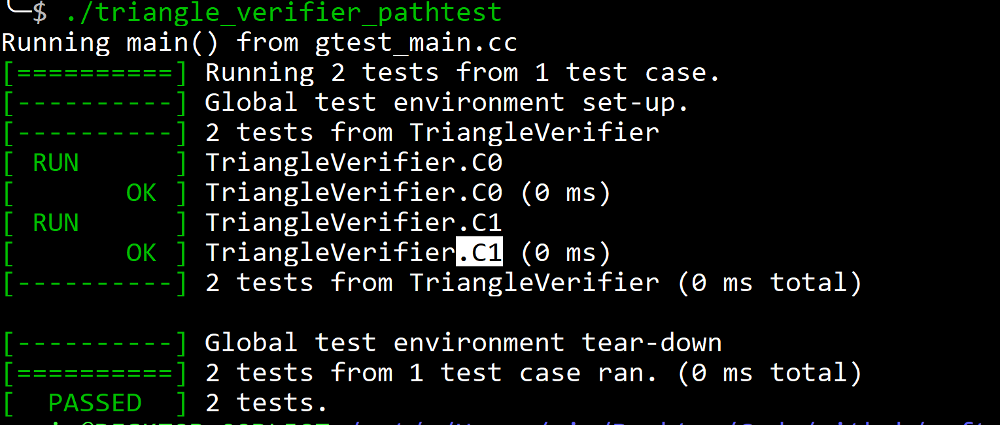 $ ./triangle_verifier_pathtest
Running main() from gtest_main.cc
[==========] Running 2 tests from 1 test case.
[----------] Global test environment set-up.
[----------] 2 tests from TriangleVerifier
[ RUN      ] TriangleVerifier.C0
[       OK ] TriangleVerifier.C0 (0 ms)
[ RUN      ] TriangleVerifier.C1
[       OK ] TriangleVerifier.C1 (0 ms)
[----------] 2 tests from TriangleVerifier (0 ms total)
[----------] Global test environment tear-down
[==========] 2 tests from 1 test case ran. (0 ms total)
[  PASSED  ] 2 tests.